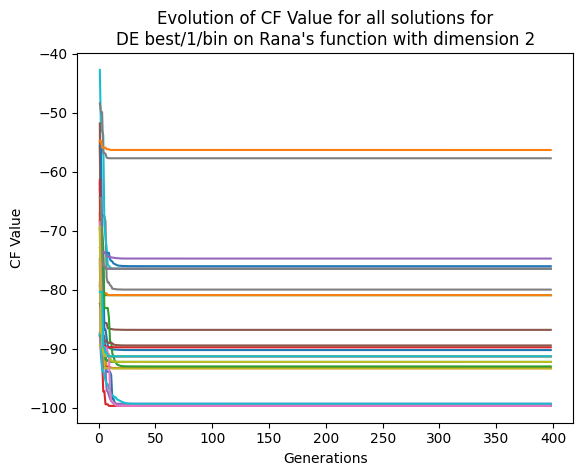 Evolution of CF Value for all solutions for
DE best/1/bin on Rana's function with dimension 2
−40
−50
−60
−70
−80
−90
−100
CF Value
0 50 100 150 200 250 300 350 400
Generations